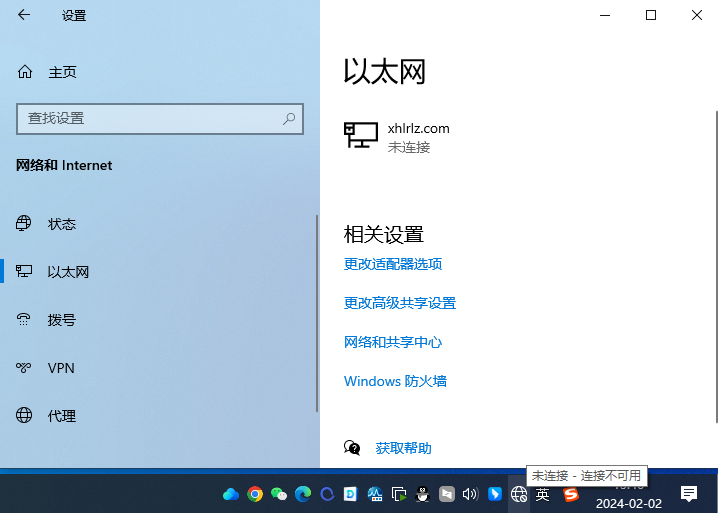 设置
主页
查找设置
网络和 Internet
状态
以太网
拨号
VPN
代理
以太网
xhlrlz.com
未连接
相关设置
更改适配器选项
更改高级共享设置
网络和共享中心
Windows 防火墙
获取帮助
未连接 - 连接不可用
英
2024-02-02